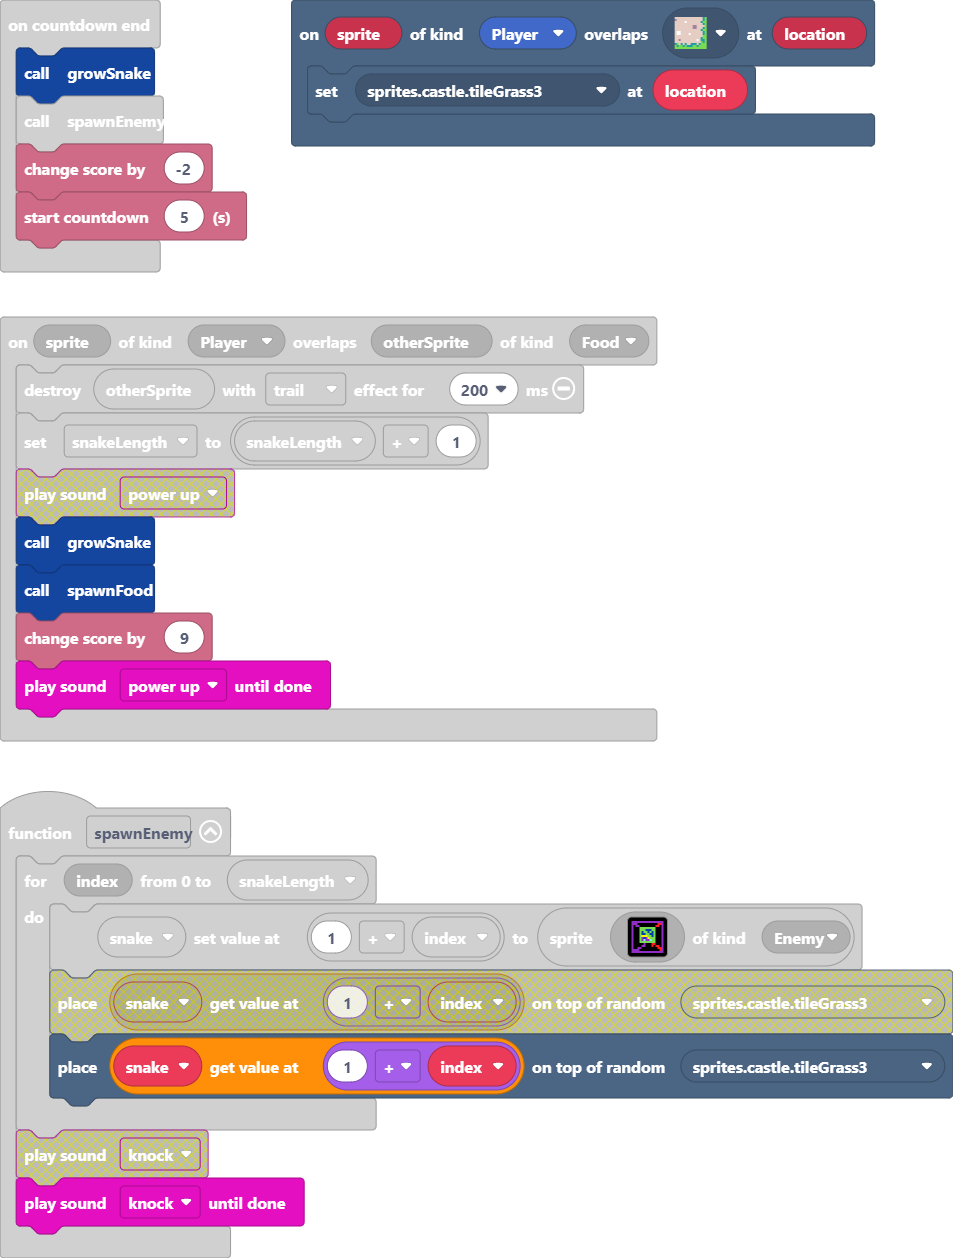 on countdown end
call growSnake
call spawnEnemy
change score by -2
start countdown 5 (s)
on sprite of kind Player overlaps at location
set sprites.castle.tileGrass3 at location
on sprite of kind Player overlaps otherSprite of kind Food
destroy otherSprite with trail effect for 200 ms
set snakeLength to snakeLength + 1
play sound power up
call growSnake
call spawnFood
change score by 9
play sound power up until done
function spawnEnemy
for index from 0 to snakeLength
do
snake set value at 1 + index to sprite of kind Enemy
place snake get value at 1 + index on top of random sprites.castle.tileGrass3
place snake get value at 1 + index on top of random sprites.castle.tileGrass3
play sound knock
play sound knock until done